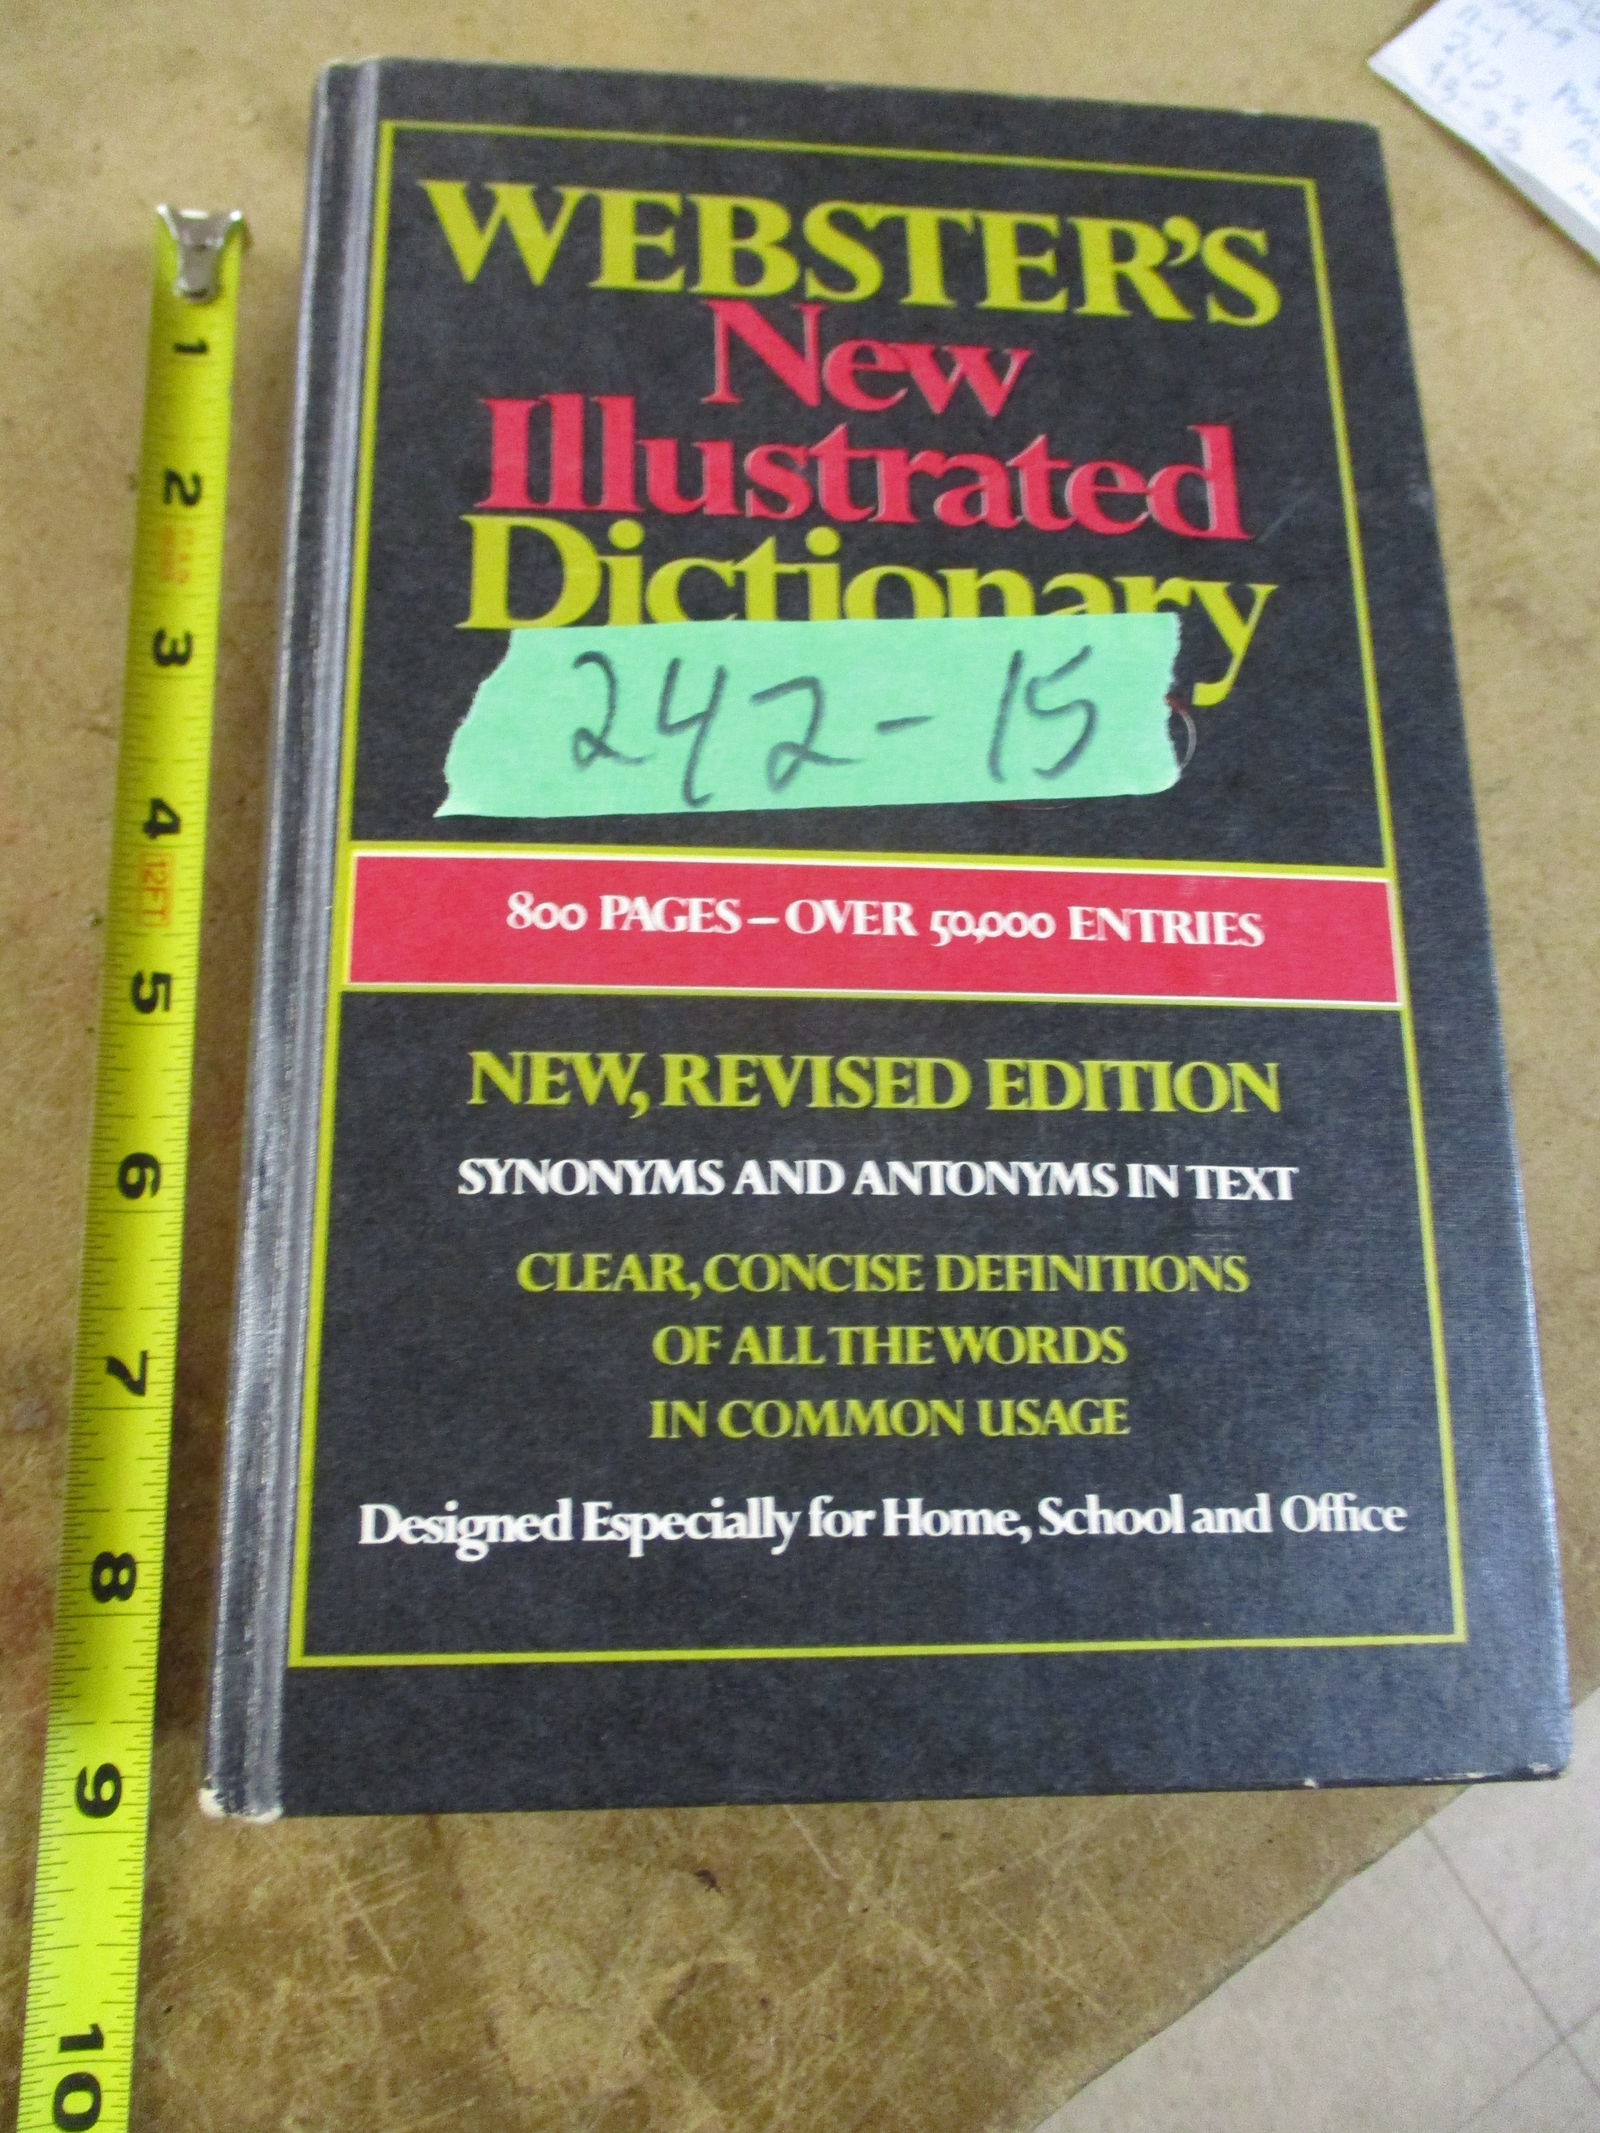 WEBSTER'S
New
Illustrated
Dictionary
242-15
800 PAGES – OVER 50,000 ENTRIES
NEW, REVISED EDITION
SYNONYMS AND ANTONYMS IN TEXT
CLEAR, CONCISE DEFINITIONS
OF ALL THE WORDS
IN COMMON USAGE
Designed Especially for Home, School and Office
1
2
3
4
12FT
5
6
7
8
9
10